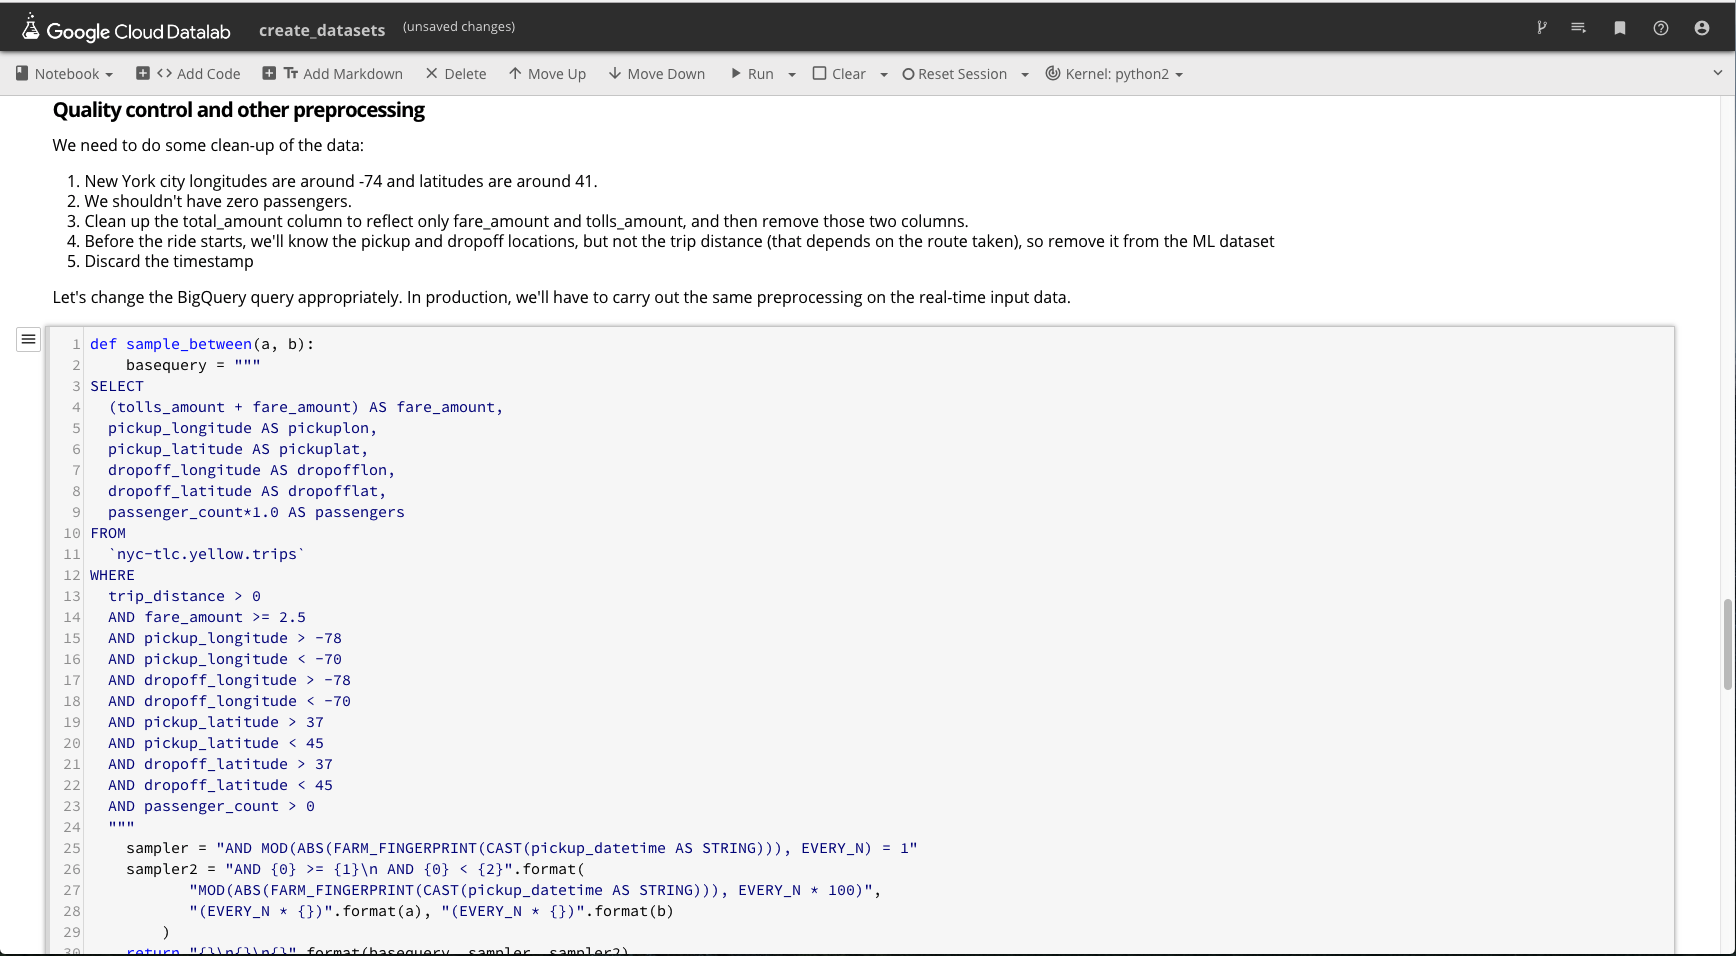 Google Cloud Datalab create_datasets (unsaved changes)
Notebook <> Add Code Tт Add Markdown Delete Move Up Move Down Run Clear Reset Session Kernel: python2
Quality control and other preprocessing
We need to do some clean-up of the data:
1. New York city longitudes are around -74 and latitudes are around 41.
2. We shouldn't have zero passengers.
3. Clean up the total_amount column to reflect only fare_amount and tolls_amount, and then remove those two columns.
4. Before the ride starts, we'll know the pickup and dropoff locations, but not the trip distance (that depends on the route taken), so remove it from the ML dataset
5. Discard the timestamp
Let's change the BigQuery query appropriately. In production, we'll have to carry out the same preprocessing on the real-time input data.
1 def sample_between(a, b):
2     basequery = """
3 SELECT
4   (tolls_amount + fare_amount) AS fare_amount,
5   pickup_longitude AS pickuplon,
6   pickup_latitude AS pickuplat,
7   dropoff_longitude AS dropofflon,
8   dropoff_latitude AS dropofflat,
9   passenger_count*1.0 AS passengers
10 FROM
11   `nyc-tlc.yellow.trips`
12 WHERE
13   trip_distance > 0
14   AND fare_amount >= 2.5
15   AND pickup_longitude > -78
16   AND pickup_longitude < -70
17   AND dropoff_longitude > -78
18   AND dropoff_longitude < -70
19   AND pickup_latitude > 37
20   AND pickup_latitude < 45
21   AND dropoff_latitude > 37
22   AND dropoff_latitude < 45
23   AND passenger_count > 0
24   """
25     sampler = "AND MOD(ABS(FARM_FINGERPRINT(CAST(pickup_datetime AS STRING))), EVERY_N) = 1"
26     sampler2 = "AND {0} >= {1}\n AND {0} < {2}".format(
27            "MOD(ABS(FARM_FINGERPRINT(CAST(pickup_datetime AS STRING))), EVERY_N * 100)",
28            "(EVERY_N * {})".format(a), "(EVERY_N * {})".format(b)
29         )
30     return "{}\n{}\n{}".format(basequery, sampler, sampler2)